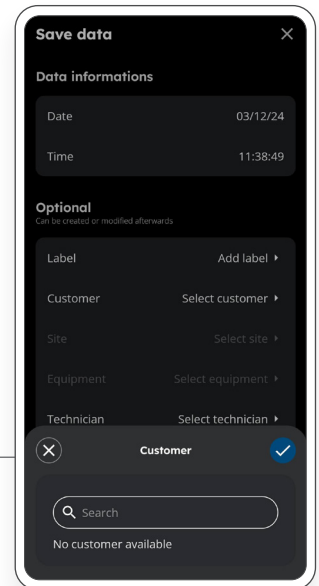 Save data
Data informations
Date 03/12/24
Time 11:38:49
Optional
Can be created or modified afterwards
Label Add label
Customer Select customer
Site Select site
Equipment Select equipment
Technician Select technician
Customer
Search
No customer available